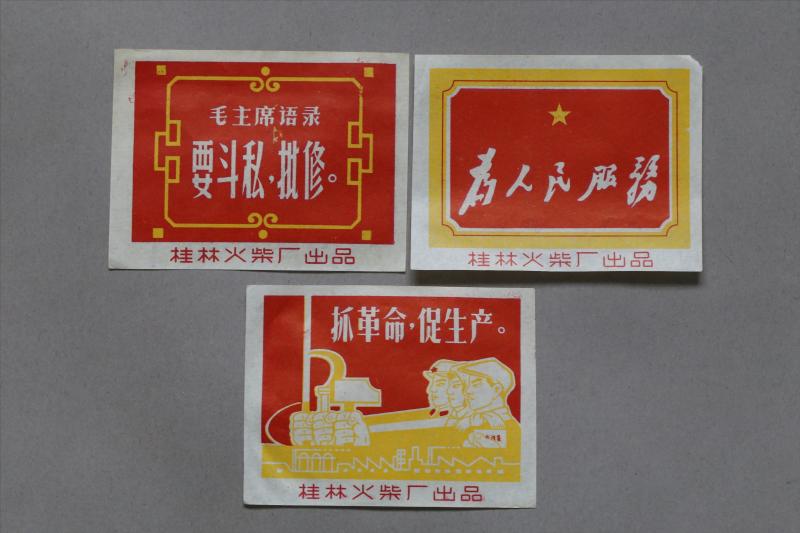 毛主席语录
要斗私，批修。
桂林火柴厂出品
为人民服务
桂林火柴厂出品
抓革命，促生产。
桂林火柴厂出品